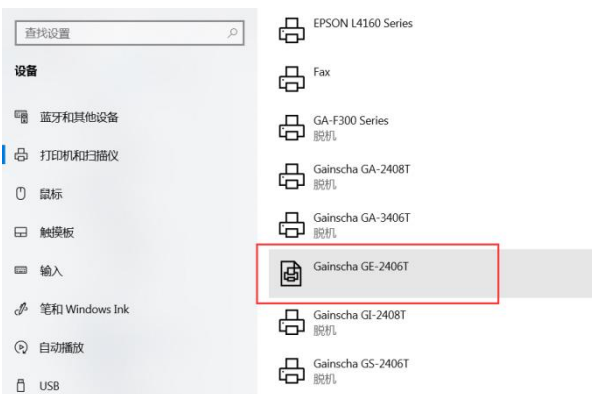 查找设置
设备
蓝牙和其他设备
打印机和扫描仪
鼠标
触摸板
输入
笔和 Windows Ink
自动播放
USB
EPSON L4160 Series
Fax
GA-F300 Series
脱机
Gainscha GA-2408T
脱机
Gainscha GA-3406T
脱机
Gainscha GE-2406T
Gainscha GI-2408T
脱机
Gainscha GS-2406T
脱机